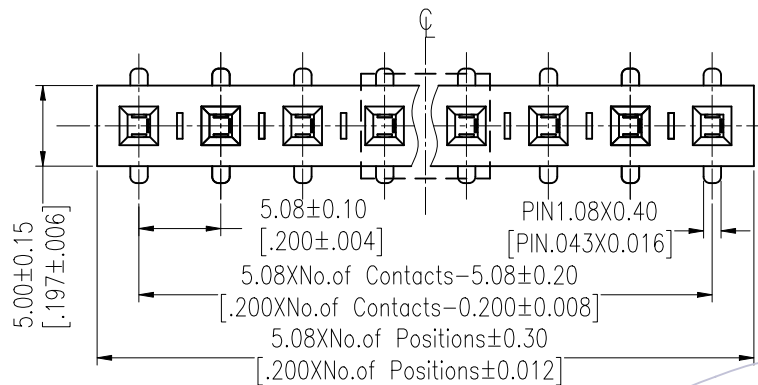 ℄
5.08±0.10
[.200±.004]
PIN1.08X0.40
[PIN.043X0.016]
5.00±0.15
[.197±.006]
5.08XNo.of Contacts-5.08±0.20
[.200XNo.of Contacts-0.200±0.008]
5.08XNo.of Positions±0.30
[.200XNo.of Positions±0.012]